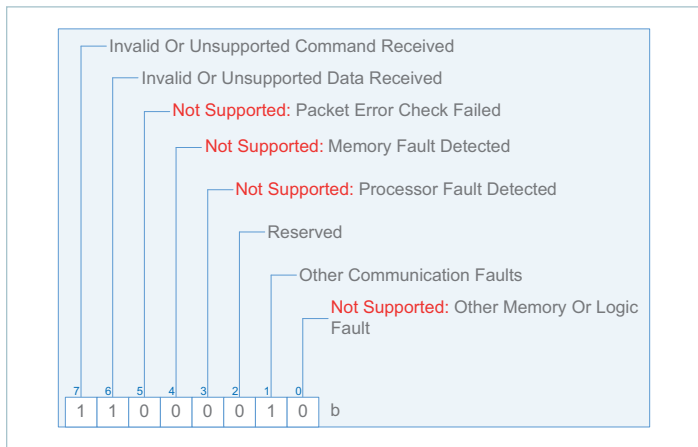 Invalid Or Unsupported Command Received
Invalid Or Unsupported Data Received
Not Supported: Packet Error Check Failed
Not Supported: Memory Fault Detected
Not Supported: Processor Fault Detected
Reserved
Other Communication Faults
Not Supported: Other Memory Or Logic
Fault
7 6 5 4 3 2 1 0
1 1 0 0 0 0 1 0 b